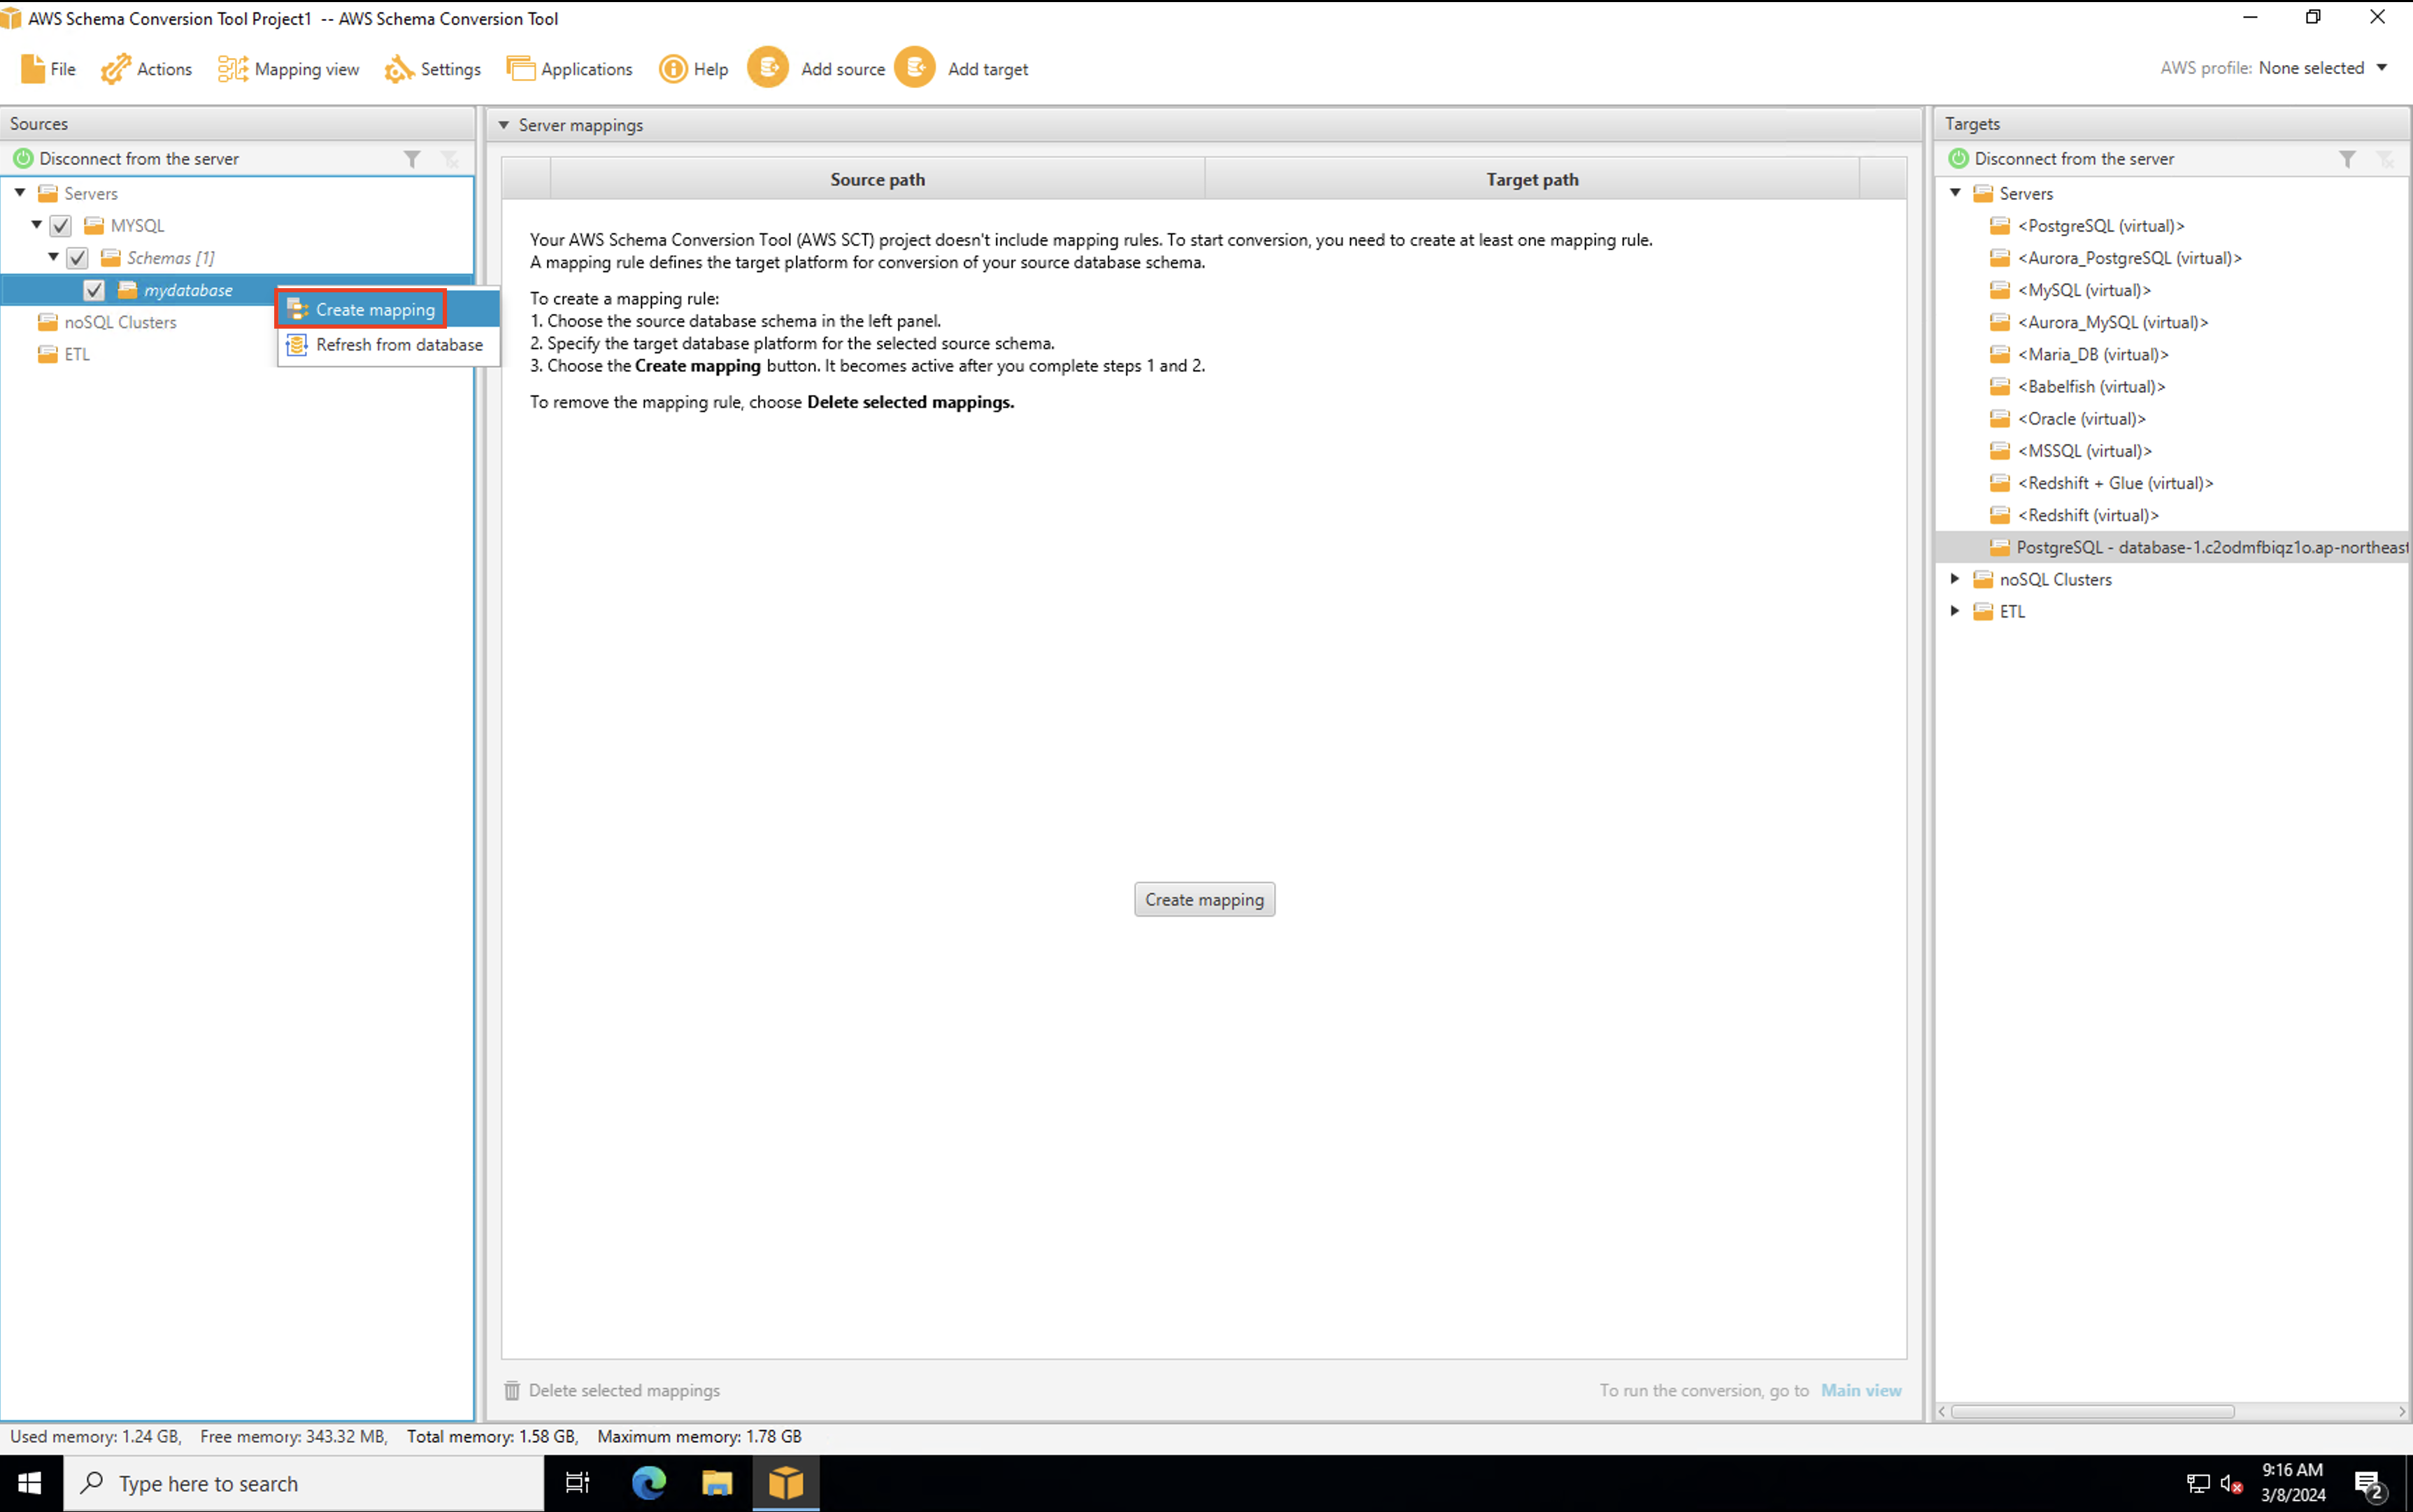 AWS Schema Conversion Tool Project1 -- AWS Schema Conversion Tool
File
Actions
Mapping view
Settings
Applications
Help
Add source
Add target
AWS profile: None selected
Sources
Disconnect from the server
Servers
MYSQL
Schemas [1]
mydatabase
noSQL Clusters
ETL
Create mapping
Refresh from database
Server mappings
Source path
Target path
Your AWS Schema Conversion Tool (AWS SCT) project doesn't include mapping rules. To start conversion, you need to create at least one mapping rule.
A mapping rule defines the target platform for conversion of your source database schema.
To create a mapping rule:
1. Choose the source database schema in the left panel.
2. Specify the target database platform for the selected source schema.
3. Choose the Create mapping button. It becomes active after you complete steps 1 and 2.
To remove the mapping rule, choose Delete selected mappings.
Create mapping
Delete selected mappings
To run the conversion, go to Main view
Targets
Disconnect from the server
Servers
<PostgreSQL (virtual)>
<Aurora_PostgreSQL (virtual)>
<MySQL (virtual)>
<Aurora_MySQL (virtual)>
<Maria_DB (virtual)>
<Babelfish (virtual)>
<Oracle (virtual)>
<MSSQL (virtual)>
<Redshift + Glue (virtual)>
<Redshift (virtual)>
PostgreSQL - database-1.c2odmfbiqz1o.ap-northeast
noSQL Clusters
ETL
Used memory: 1.24 GB, Free memory: 343.32 MB, Total memory: 1.58 GB, Maximum memory: 1.78 GB
Type here to search
9:16 AM
3/8/2024
2